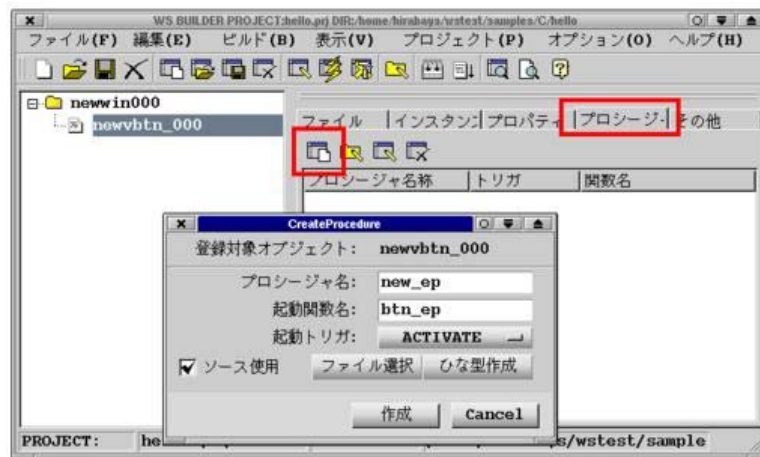 WS BUILDER PROJECT:hello.prj DIR:/home/hirabays/wstest/samples/C/hello
ファイル(F) 編集(E) ビルド(B) 表示(V) プロジェクト(P) オプション(O) ヘルプ(H)
newwin000
newvbtn_000
ファイル インスタンス プロパティ プロシージ その他
プロシージャ名称 トリガ 関数名
CreateProcedure
登録対象オブジェクト: newvbtn_000
プロシージャ名: new_ep
起動関数名: btn_ep
起動トリガ: ACTIVATE
ソース使用 ファイル選択 ひな型作成
作成 Cancel
PROJECT: he s/wstest/sample